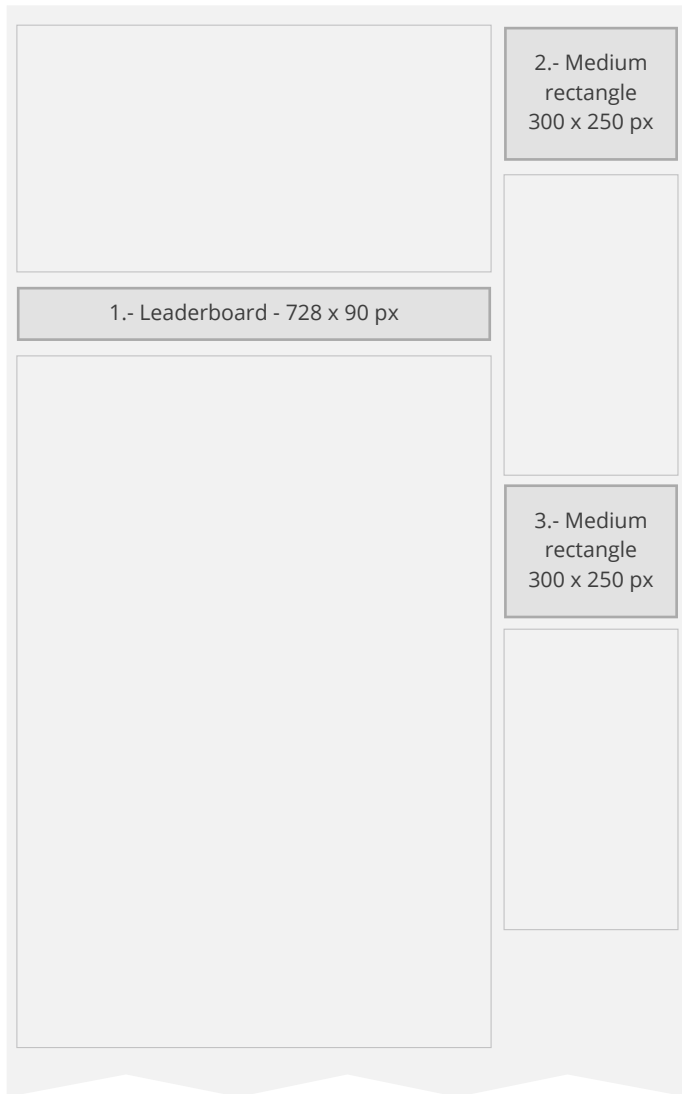 2.- Medium
rectangle
300 x 250 px
1.- Leaderboard - 728 x 90 px
3.- Medium
rectangle
300 x 250 px